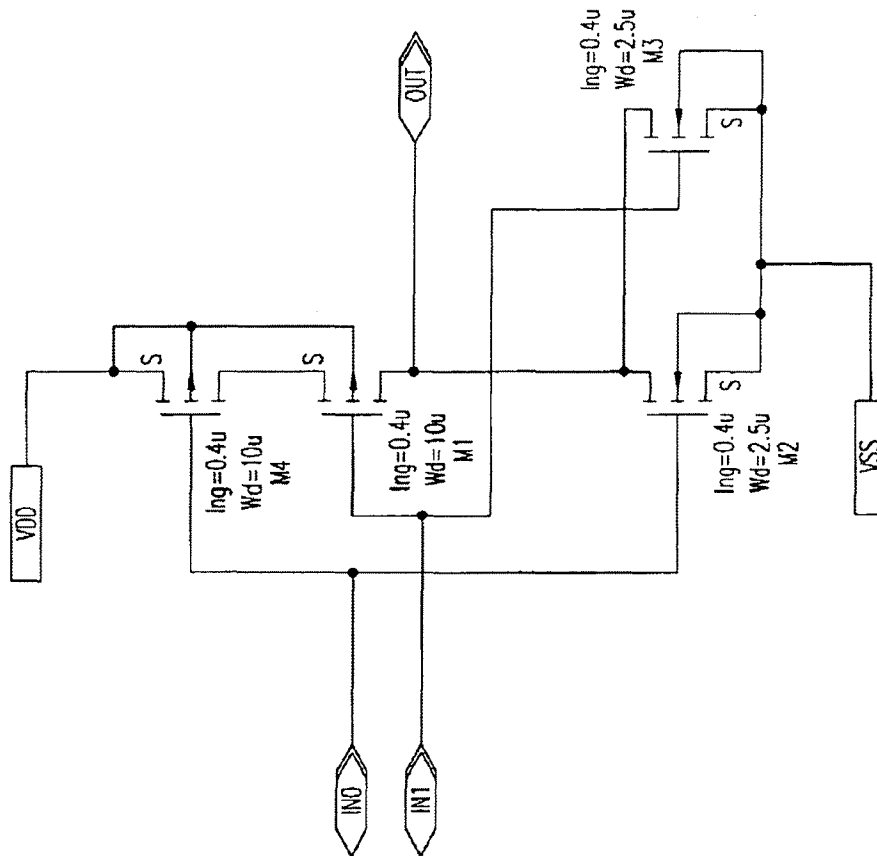 VDD
S
lng=0.4u
Wd=10u
M4
S
lng=0.4u
Wd=10u
M1
OUT
lng=0.4u
Wd=2.5u
M3
S
S
lng=0.4u
Wd=2.5u
M2
IN0
IN1
VSS